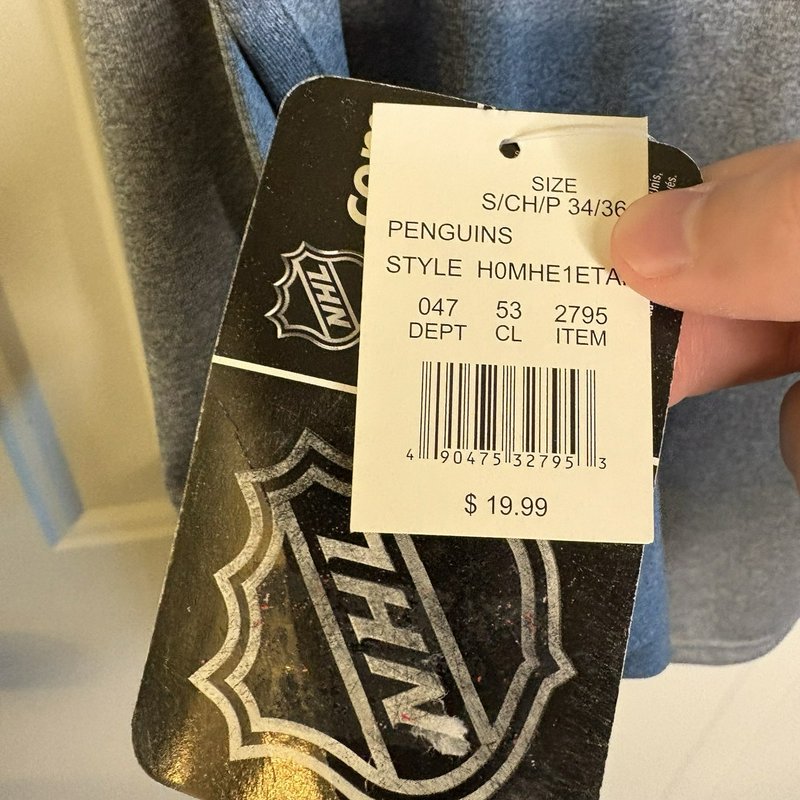 SIZE
S/CH/P 34/36
PENGUINS
STYLE H0MHE1ETA
047 53 2795
DEPT CL ITEM
4 90475 32795 3
$ 19.99
NHL
NHL